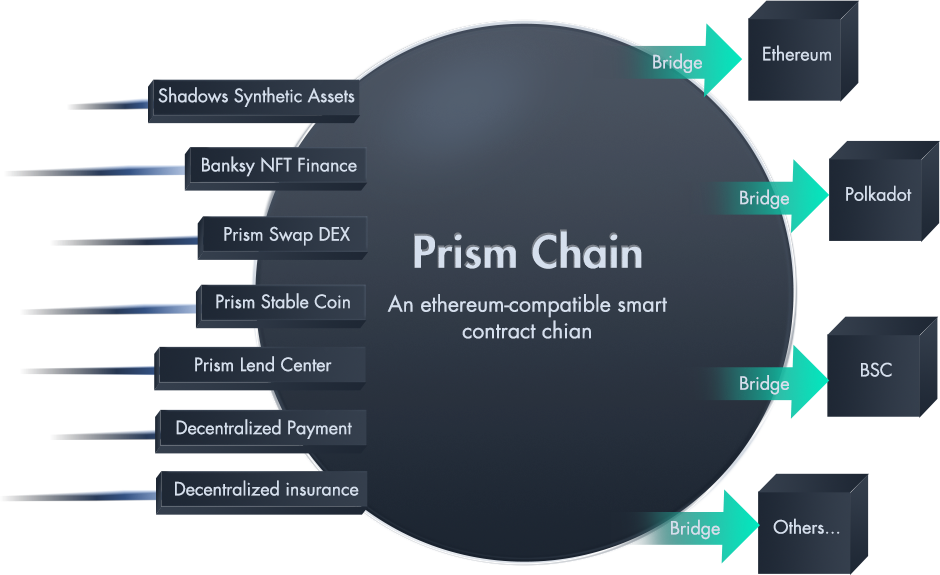 Shadows Synthetic Assets
Banksy NFT Finance
Prism Swap DEX
Prism Stable Coin
Prism Lend Center
Decentralized Payment
Decentralized insurance
Prism Chain
An ethereum-compatible smart
contract chian
Bridge
Ethereum
Bridge
Polkadot
Bridge
BSC
Bridge
Others...